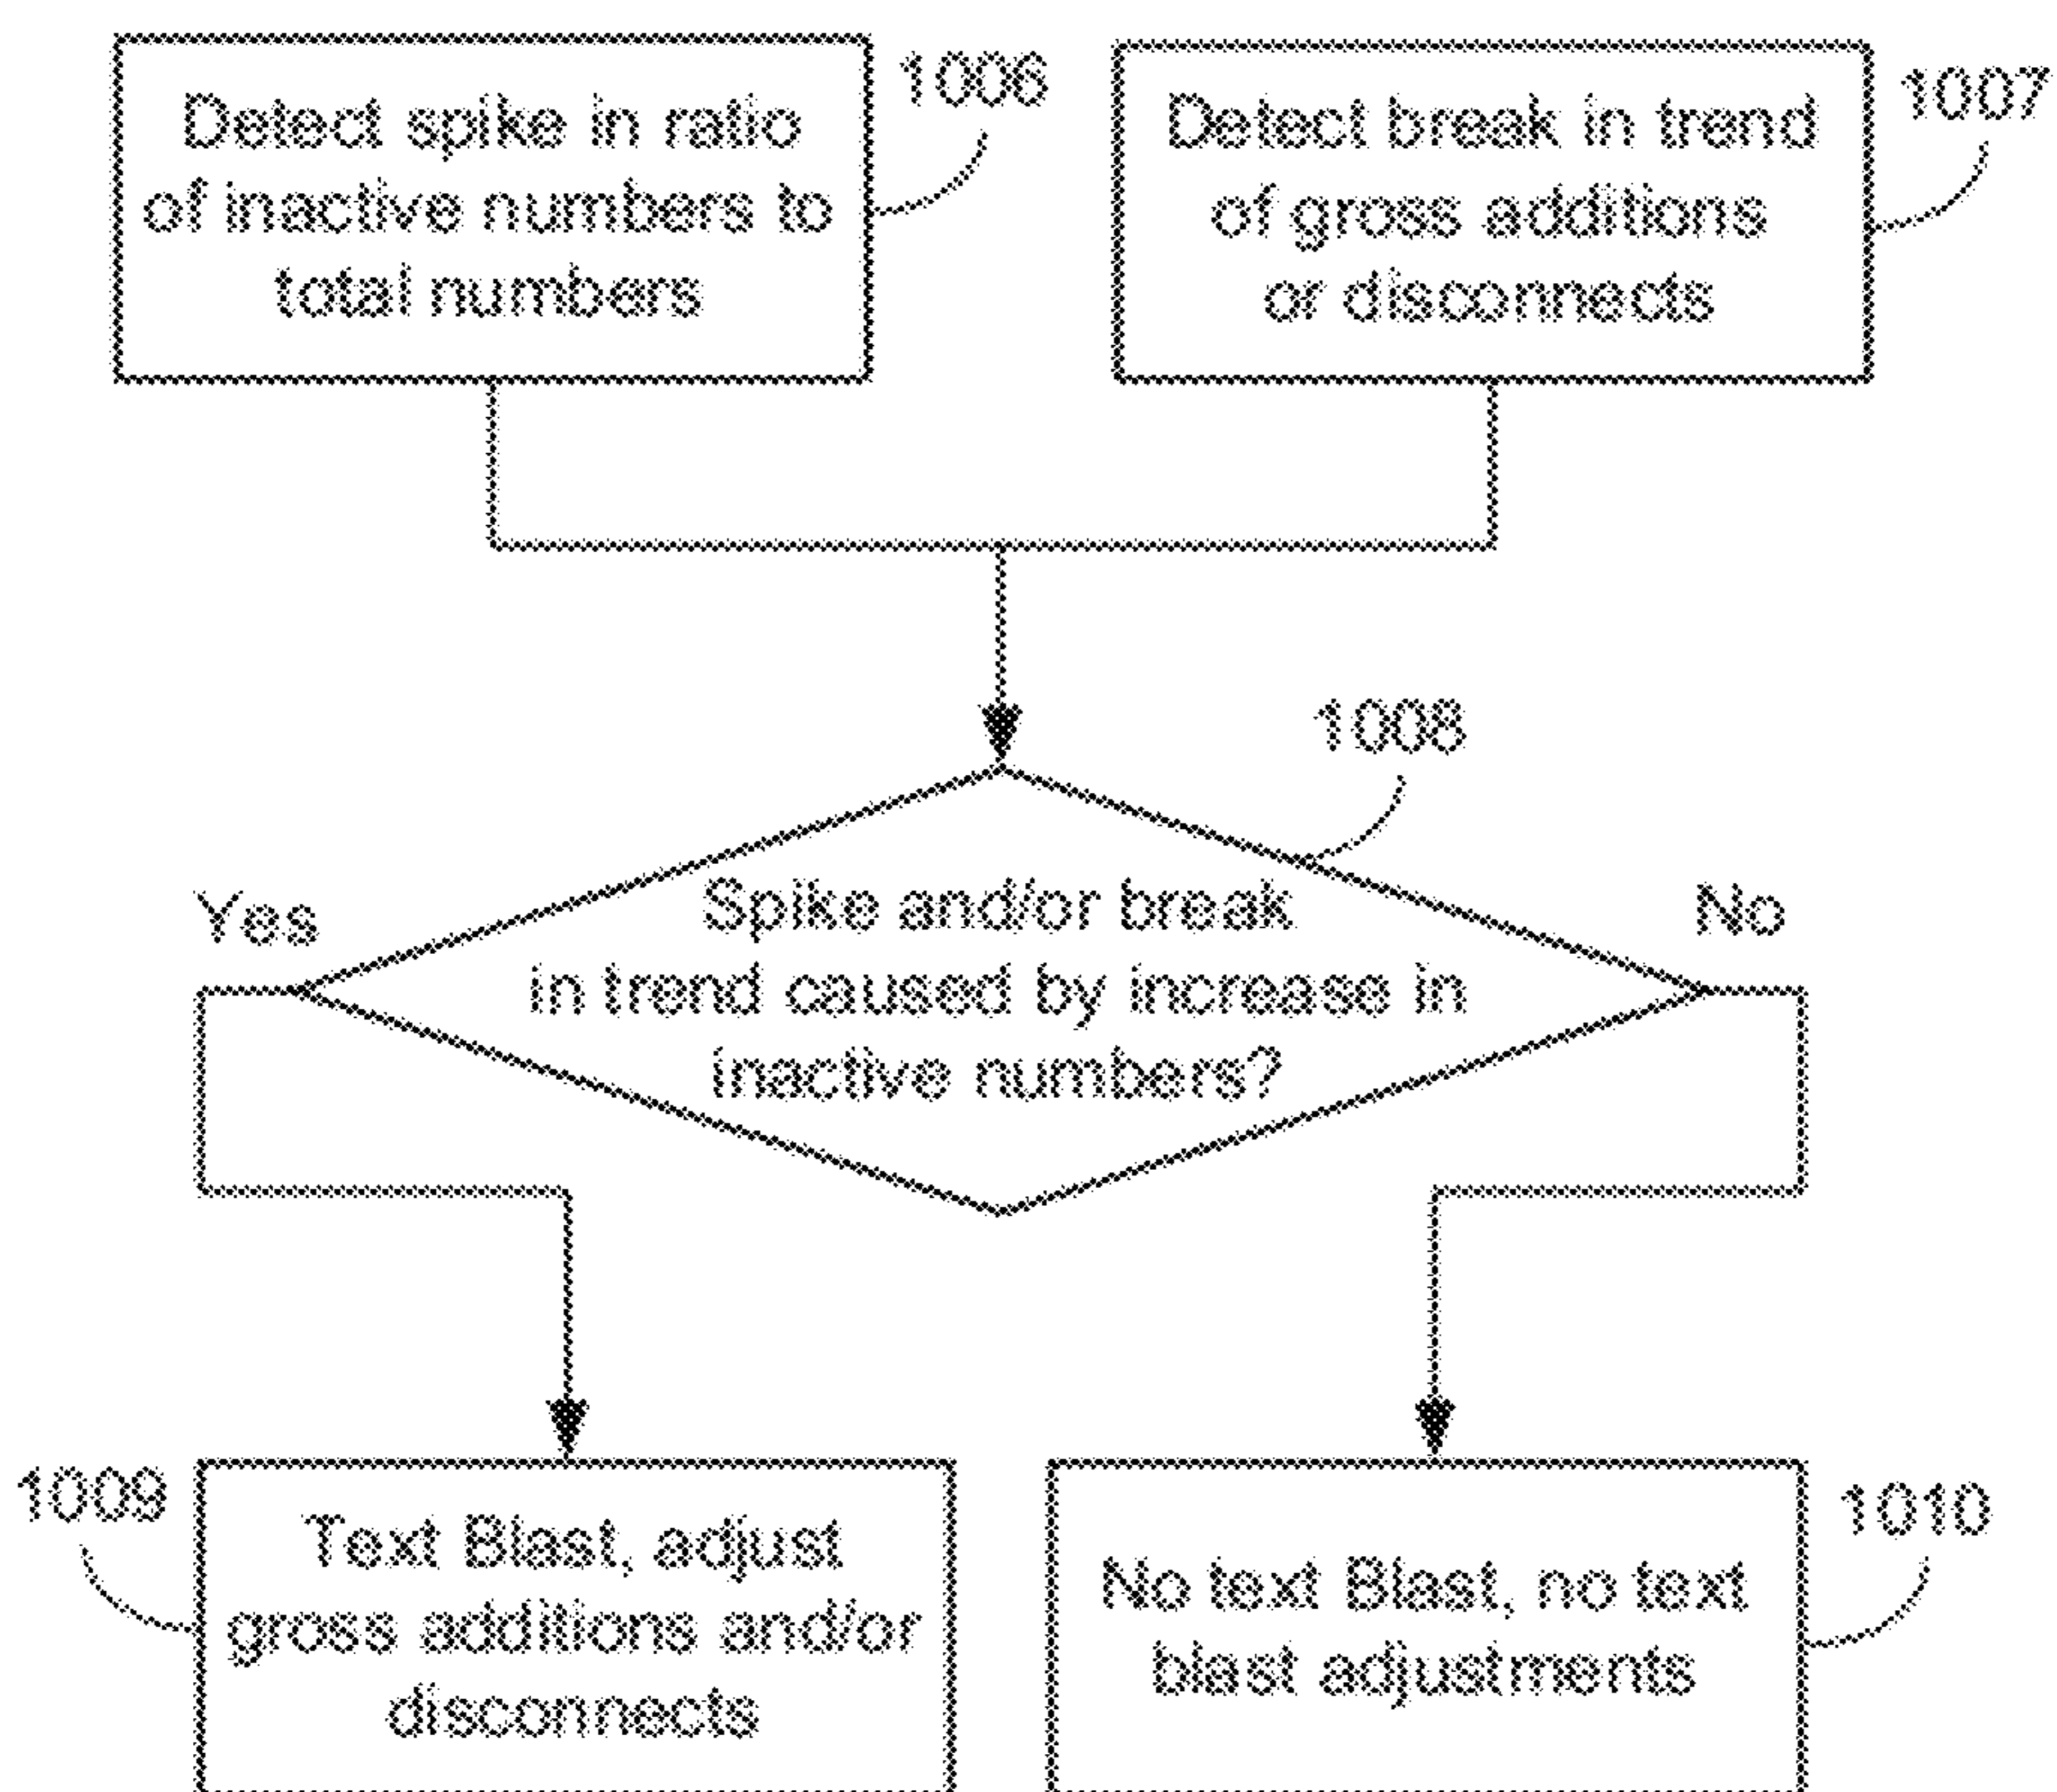 Detect spike in ratio
of inactive numbers to
total numbers
1006
Detect break in trend
of gross additions
or disconnects
1007
1008
Yes
Spike and/or break
in trend caused by increase in
inactive numbers?
No
1009
Text Blast, adjust
gross additions and/or
disconnects
No text Blast, no text
blast adjustments
1010